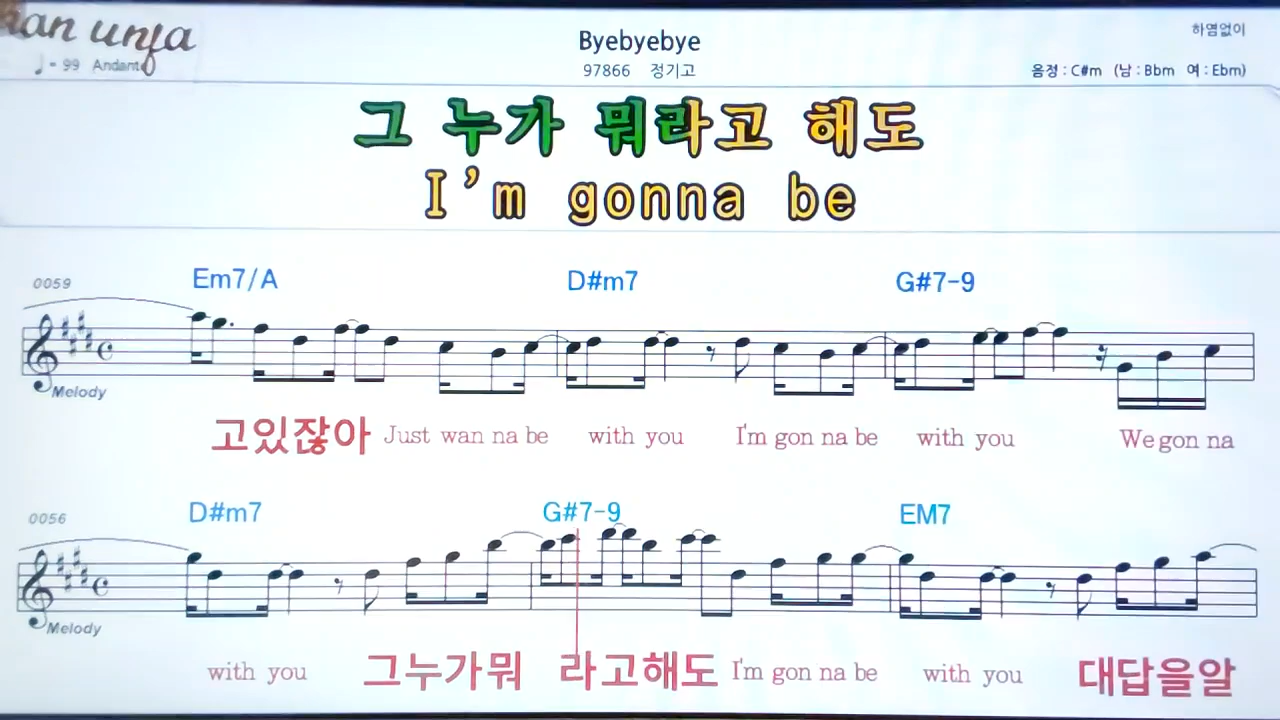 Byebyebye
하염없이
♩= 99 Andante
97866 정기고
음정 : C#m (남 : Bbm 여 : Ebm)
그 누가 뭐라고 해도
I'm gonna be
0059 Em7/A D#m7 G#7-9
Melody
고있잖아 Just wan na be with you I'm gon na be with you We gon na
0056 D#m7 G#7-9 EM7
Melody
with you 그누가뭐 라고해도 I'm gon na be with you 대답을알